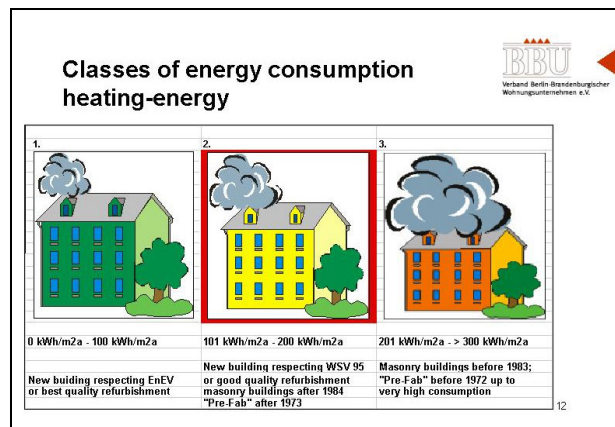 Classes of energy consumption
heating-energy
BBU
Verband Berlin-Brandenburgischer
Wohnungsunternehmen e.V.
1.
2.
3.
0 kWh/m2a - 100 kWh/m2a
101 kWh/m2a - 200 kWh/m2a
201 kWh/m2a - > 300 kWh/m2a
New buiding respecting EnEV
or best quality refurbishment
New building respecting WSV 95
or good quality refurbishment
masonry buildings after 1984
"Pre-Fab" after 1973
Masonry buildings before 1983;
"Pre-Fab" before 1972 up to
very high consumption
12